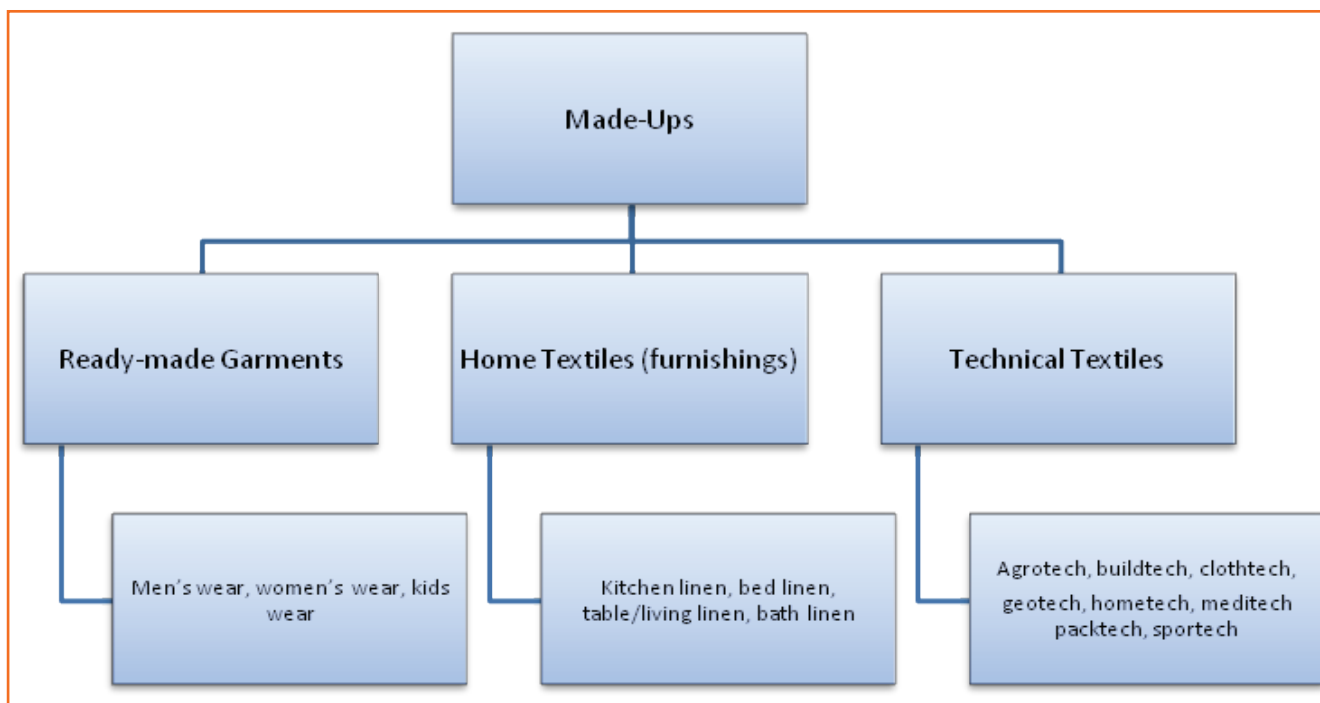 Made-Ups
Ready-made Garments
Home Textiles (furnishings)
Technical Textiles
Men's wear, women's wear, kids
wear
Kitchen linen, bed linen,
table/living linen, bath linen
Agrotech, buildtech, clothtech,
geotech, hometech, meditech
packtech, sportech